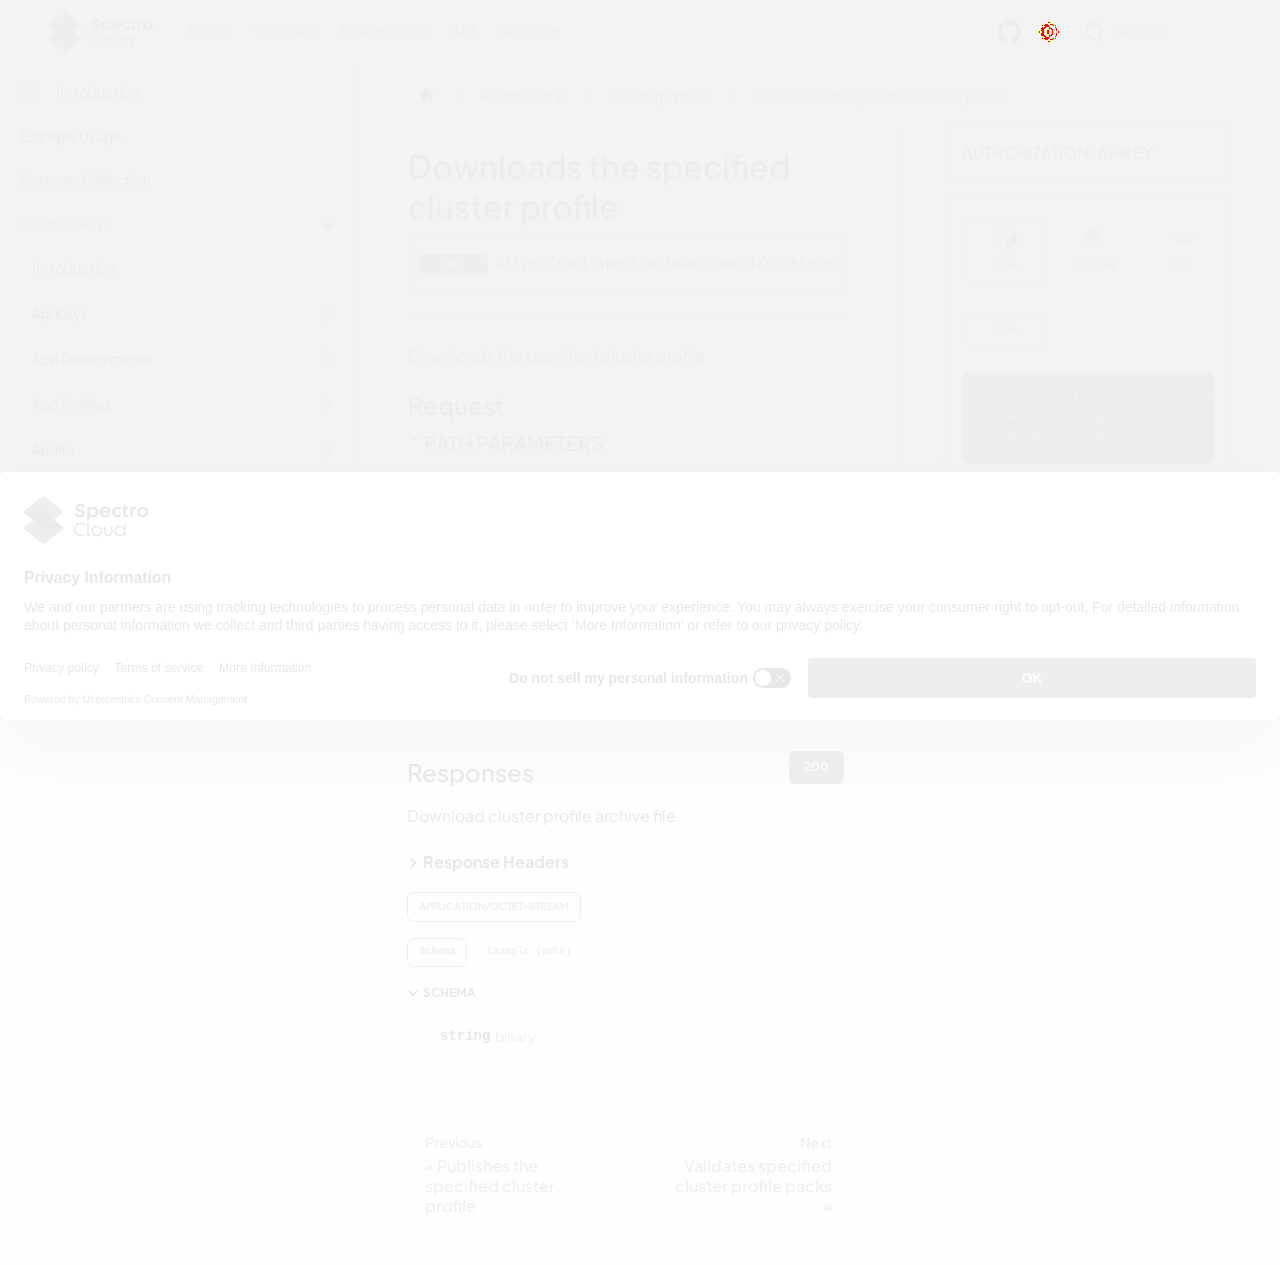 Spectro
Cloud
Docs Tutorials Downloads API latest
Search
Introduction
Palette API V1
Clusterprofiles
Downloads the specified cluster profile
Example Usage
Postman Collection
Palette API V1
Introduction
Api Keys
App Deployments
App Profiles
Audits
Downloads the specified
cluster profile
GET https://api.spectrocloud.com/v1/clusterpro
Downloads the specified cluster profile
Request
PATH PARAMETERS
AUTHORIZATION: APIKEY
CURL PYTHON GO
CURL
Spectro
Cloud
Privacy Information
We and our partners are using tracking technologies to process personal data in order to improve your experience. You may always exercise your consumer right to opt-out. For detailed information
about personal information we collect and third parties having access to it, please select 'More Information' or refer to our privacy policy.
Privacy policy Terms of service More Information
Do not sell my personal information
OK
Powered by Usercentrics Consent Management
Responses
200
Download cluster profile archive file
Response Headers
APPLICATION/OCTET-STREAM
Schema Example (auto)
SCHEMA
string binary
Previous
« Publishes the
specified cluster
profile
Next
Validates specified
cluster profile packs
»